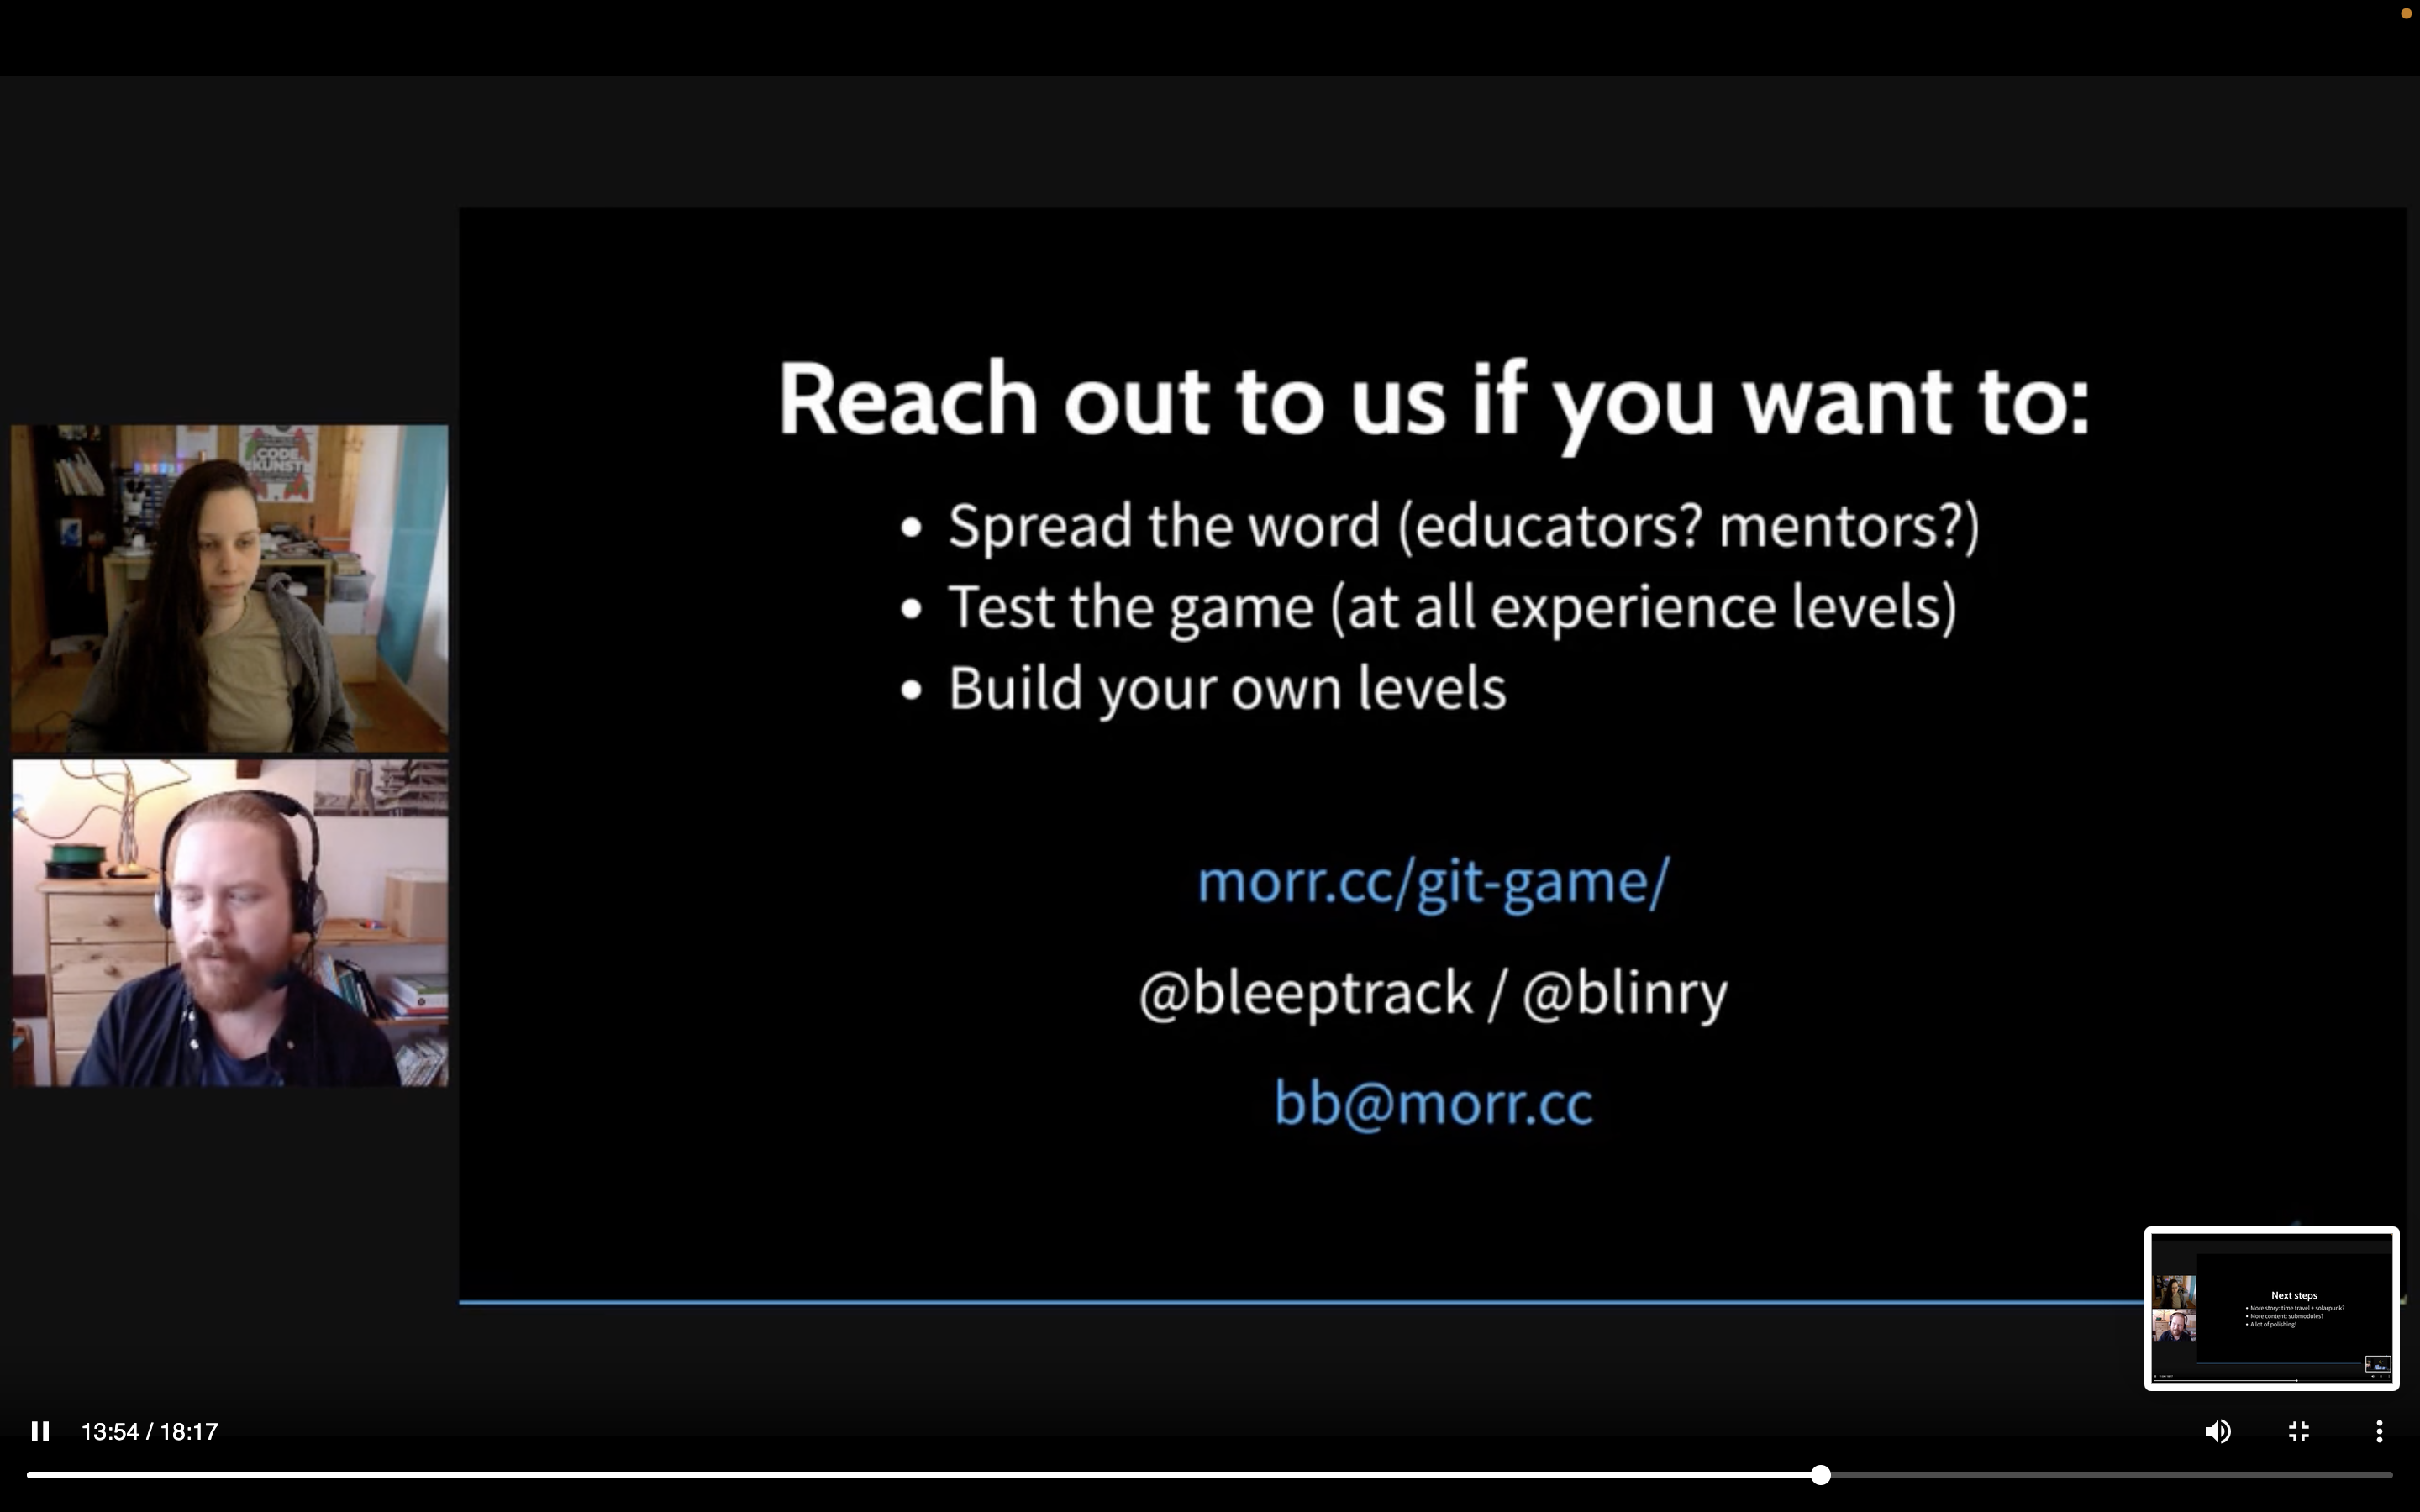 CODE
KUNST
Reach out to us if you want to:
• Spread the word (educators? mentors?)
• Test the game (at all experience levels)
• Build your own levels
morr.cc/git-game/
@bleeptrack / @blinry
bb@morr.cc
Next steps
• More story: time travel + solarpunk?
• More content: submodules?
• A lot of polishing!
13:54 / 18:17